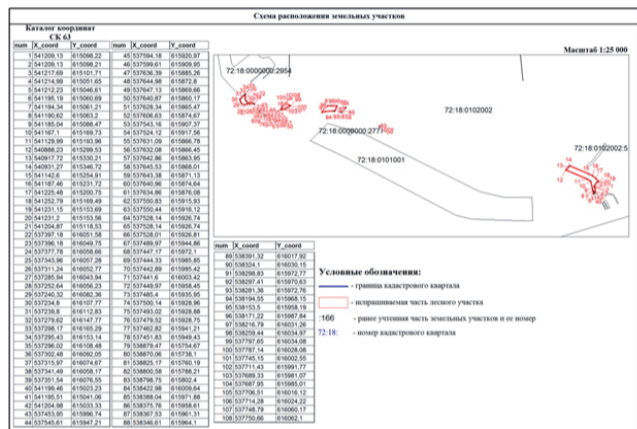 Схема расположения земельных участков
Каталог координат
СК 63
Масштаб 1:25 000
num X_coord Y_coord
1 541209,13 615098,22
2 541209,13 615098,21
3 541217,69 615101,71
4 541214,99 615051,65
5 541212,23 615046,61
6 541195,19 615060,69
7 541194,34 615061,21
8 541190,62 615063,2
9 541185,04 615088,47
10 541167,1 615169,73
11 541129,99 615193,96
12 540888,23 615299,53
13 540917,72 615330,21
14 540931,27 615346,72
15 541142,6 615254,91
16 541187,46 615231,72
17 541225,48 615200,75
18 541252,79 615169,49
19 541231,15 615153,69
20 541231,2 615153,56
21 541204,87 615118,53
22 537397,18 616051,58
23 537396,18 616049,75
24 537377,78 616058,66
25 537343,96 616057,28
26 537311,24 616052,77
27 537285,94 616043,94
28 537252,64 616056,23
29 537240,32 616082,36
30 537234,8 616107,77
31 537239,8 616112,83
32 537279,62 616147,77
33 537298,17 616165,29
34 537295,43 616153,14
35 537296,02 616108,48
36 537302,48 616092,05
37 537315,97 616074,67
38 537341,49 616058,17
39 537351,54 616076,55
40 541199,46 615023,23
41 541195,51 615041,06
42 541204,98 615033,33
43 537453,95 615996,74
44 537545,61 615947,21
num X_coord Y_coord
45 537594,18 615920,97
46 537599,61 615909,95
47 537636,39 615885,26
48 537644,98 615872,8
49 537647,13 615869,66
50 537640,87 615860,17
51 537628,34 615865,47
52 537606,63 615874,67
53 537543,16 615907,37
54 537524,12 615917,56
55 537631,09 615866,78
56 537632,08 615866,45
57 537642,86 615863,95
58 537645,53 615868,01
59 537643,38 615871,13
60 537640,96 615874,64
61 537634,86 615876,08
62 537550,83 615915,93
63 537550,44 615916,12
64 537528,14 615926,74
65 537528,14 615926,74
66 537528,01 615926,81
67 537489,97 615944,86
68 537447,17 615972,1
69 537444,33 615985,85
70 537442,89 615995,42
71 537441,6 616003,42
72 537449,97 615958,45
73 537485,4 615935,95
74 537500,14 615928,96
75 537493,02 615928,88
76 537479,52 615928,75
77 537462,82 615941,21
78 537451,83 615949,43
79 538879,47 615754,67
80 538870,06 615738,1
81 538825,17 615760,19
82 538800,58 615788,21
83 538798,75 615802,4
84 538422,98 616009,64
85 538388,04 615971,88
86 538375,76 615958,61
87 538367,53 615961,31
88 538346,61 615964,1
num X_coord Y_coord
89 538391,32 616017,92
90 538324,1 616030,15
91 538298,83 615972,77
92 538297,41 615970,63
93 538281,36 615972,76
94 538194,55 615968,15
95 538153,5 615958,19
96 538171,22 615987,84
97 538216,79 616031,26
98 538259,44 616034,97
99 537797,65 616034,08
100 537787,14 616028,08
101 537745,15 616002,55
102 537711,43 615991,77
103 537689,33 615981,07
104 537687,95 615985,01
105 537706,51 616016,12
106 537714,28 616024,22
107 537748,79 616060,17
108 537750,66 616062,1
72:18:0000000:2954
72:18:0102002
72:18:0101001
Условные обозначения:
- граница кадастрового квартала
- испрашиваемая часть лесного участка
:166 - ранее учтенная часть земельных участков и ее номер
72:18: - номер кадастрового квартала